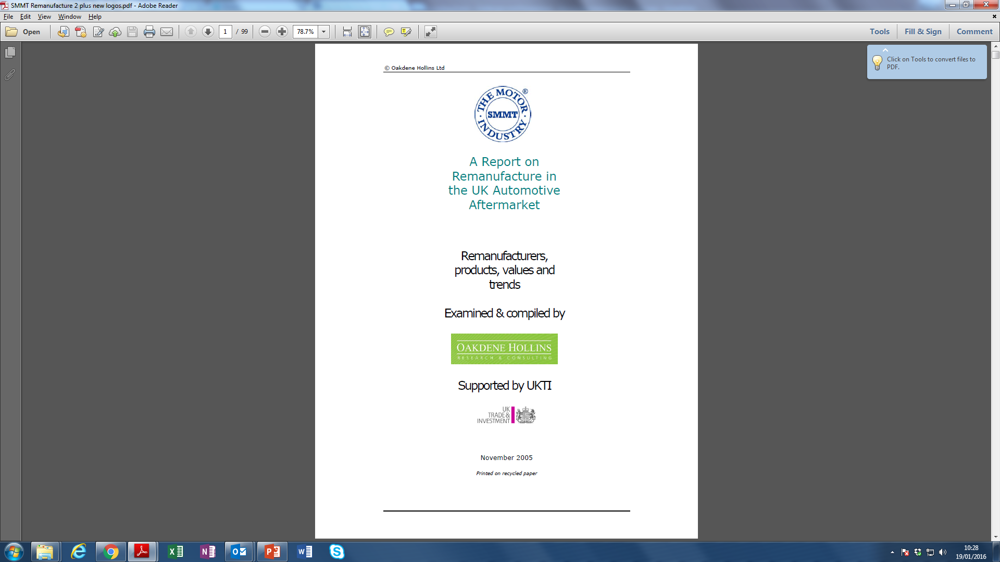 SMMT Remanufacture 2 plus new logos.pdf - Adobe Reader
File Edit View Window Help
Open 1 / 99 78.7% Tools Fill & Sign Comment
Click on Tools to convert files to
PDF.
© Oakdene Hollins Ltd
THE MOTOR ®
SMMT
INDUSTRY
A Report on
Remanufacture in
the UK Automotive
Aftermarket
Remanufacturers,
products, values and
trends
Examined & compiled by
OAKDENE HOLLINS
RESEARCH & CONSULTING
Supported by UKTI
UK
TRADE &
INVESTMENT
November 2005
Printed on recycled paper
10:28
19/01/2016